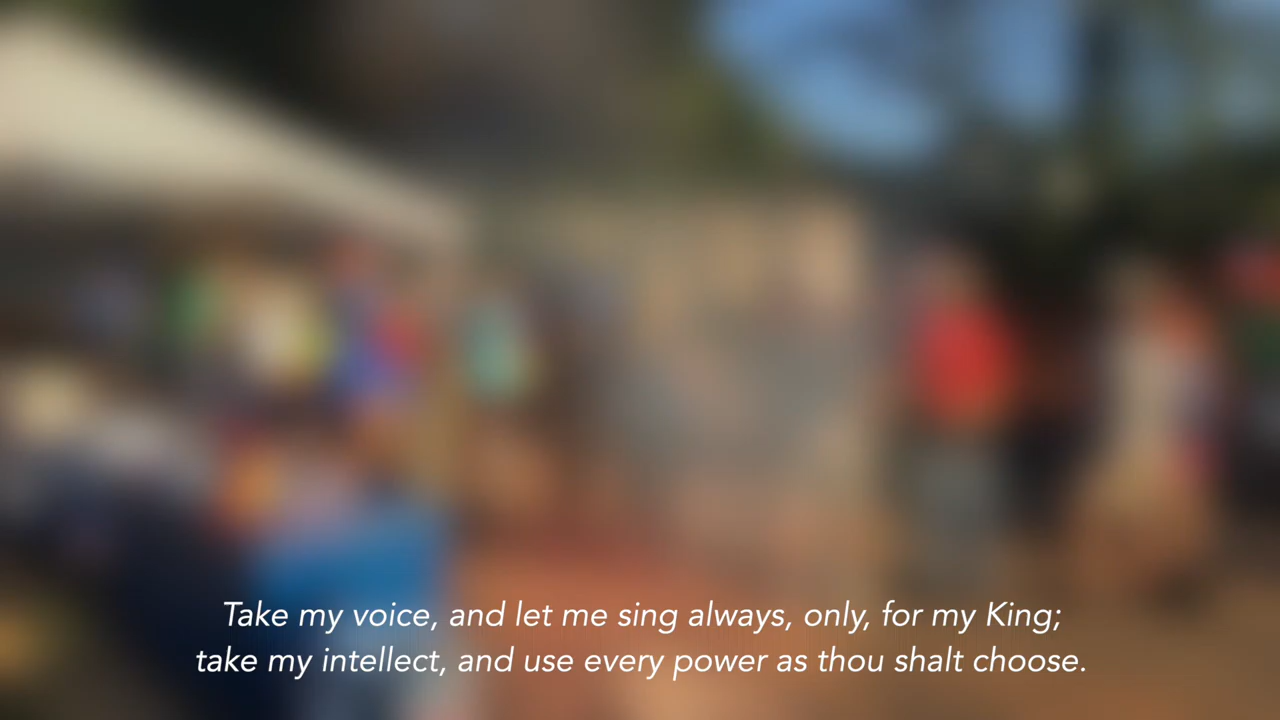 Take my voice, and let me sing always, only, for my King;
take my intellect, and use every power as thou shalt choose.